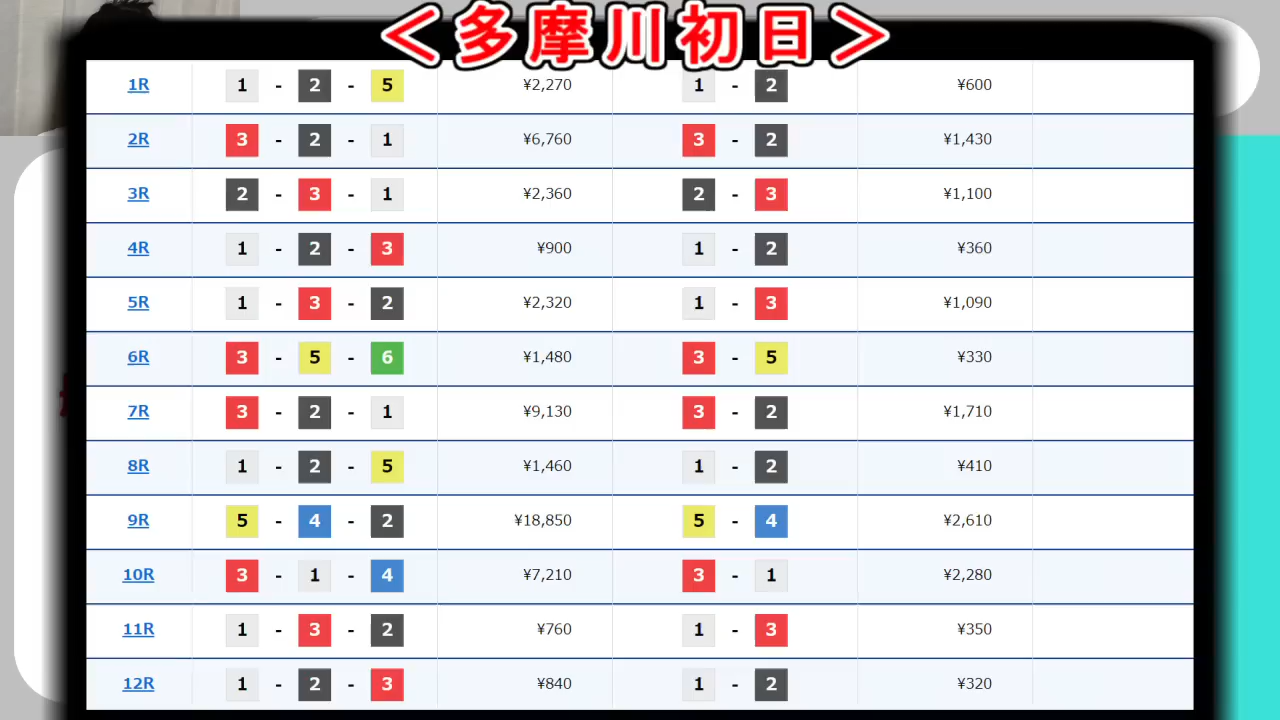 ＜多摩川初日＞
1R 1 - 2 - 5 ¥2,270 1 - 2 ¥600
2R 3 - 2 - 1 ¥6,760 3 - 2 ¥1,430
3R 2 - 3 - 1 ¥2,360 2 - 3 ¥1,100
4R 1 - 2 - 3 ¥900 1 - 2 ¥360
5R 1 - 3 - 2 ¥2,320 1 - 3 ¥1,090
6R 3 - 5 - 6 ¥1,480 3 - 5 ¥330
7R 3 - 2 - 1 ¥9,130 3 - 2 ¥1,710
8R 1 - 2 - 5 ¥1,460 1 - 2 ¥410
9R 5 - 4 - 2 ¥18,850 5 - 4 ¥2,610
10R 3 - 1 - 4 ¥7,210 3 - 1 ¥2,280
11R 1 - 3 - 2 ¥760 1 - 3 ¥350
12R 1 - 2 - 3 ¥840 1 - 2 ¥320